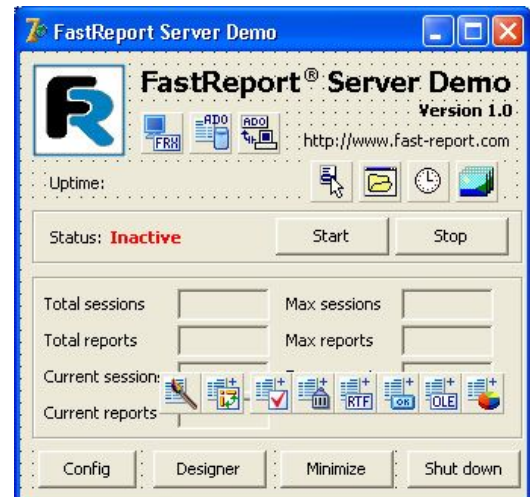 FastReport Server Demo
FR
FastReport® Server Demo
Version 1.0
FRX ADO ADO
http://www.fast-report.com
Uptime:
Status: Inactive Start Stop
Total sessions Max sessions
Total reports Max reports
Current session
RTF OK OLE
Current reports
Config Designer Minimize Shut down